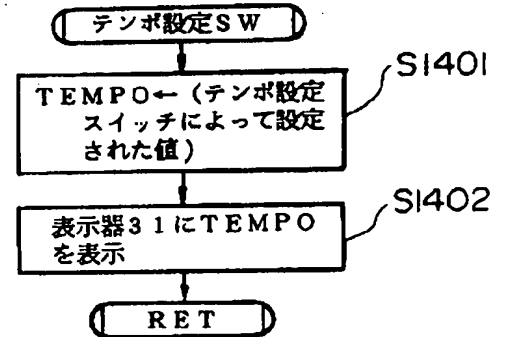 テンポ設定SW
S1401
TEMPO←(テンポ設定
スイッチによって設定
された値)
S1402
表示器31にTEMPO
を表示
RET